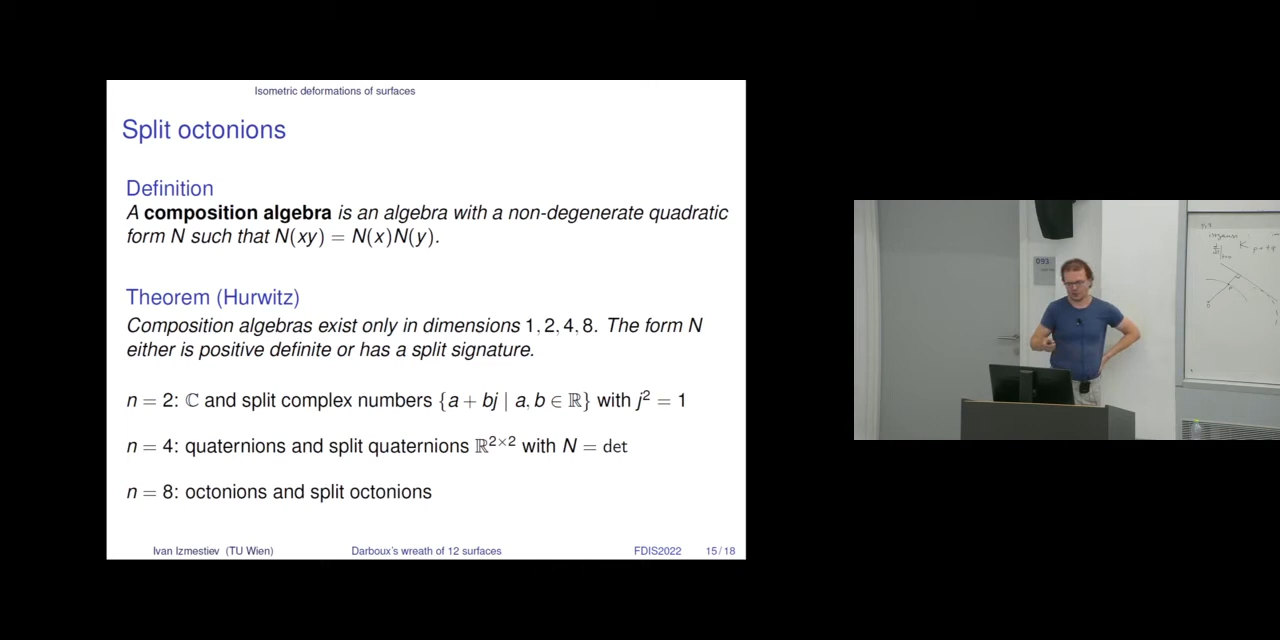 Isometric deformations of surfaces
Split octonions
Definition
A composition algebra is an algebra with a non-degenerate quadratic
form N such that N(xy) = N(x)N(y).
Theorem (Hurwitz)
Composition algebras exist only in dimensions 1, 2, 4, 8. The form N
either is positive definite or has a split signature.
n = 2: ℂ and split complex numbers {a + bj | a, b ∈ ℝ} with j² = 1
n = 4: quaternions and split quaternions ℝ²ˣ² with N = det
n = 8: octonions and split octonions
Ivan Izmestiev (TU Wien) Darboux's wreath of 12 surfaces FDIS2022 15 / 18
093